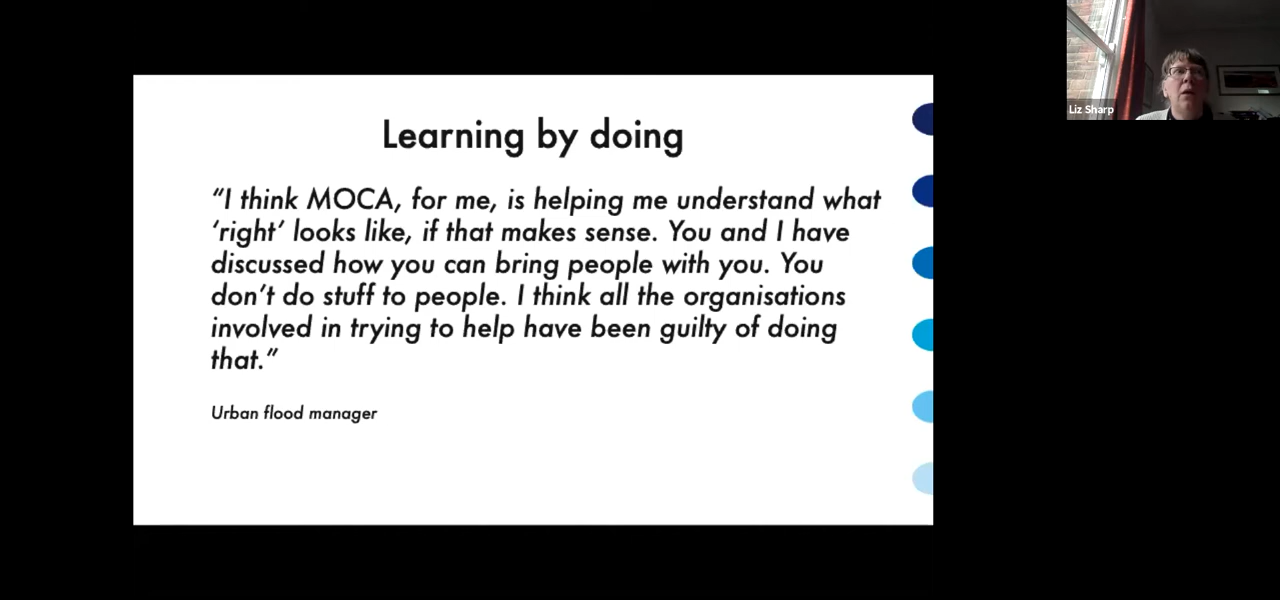 Learning by doing
“I think MOCA, for me, is helping me understand what
‘right’ looks like, if that makes sense. You and I have
discussed how you can bring people with you. You
don’t do stuff to people. I think all the organisations
involved in trying to help have been guilty of doing
that.”
Urban flood manager
Liz Sharp